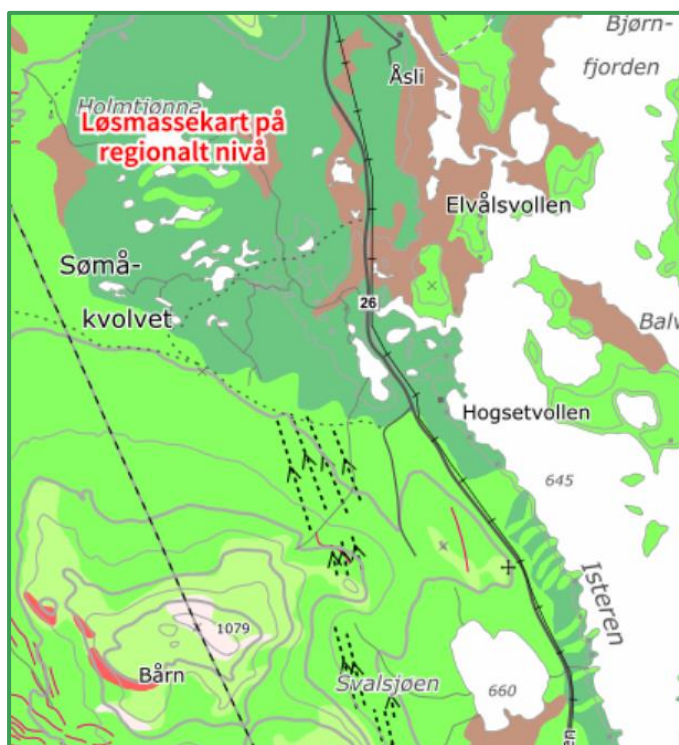 Bjørn-
fjorden
Åsli
Holmtjønna
Løsmassekart på
regionalt nivå
Elvålsvollen
Sømå-
kvolvet
26
Balv
Hogsetvollen
645
Isteren
1079
Bårn
Svalsjøen
660
en